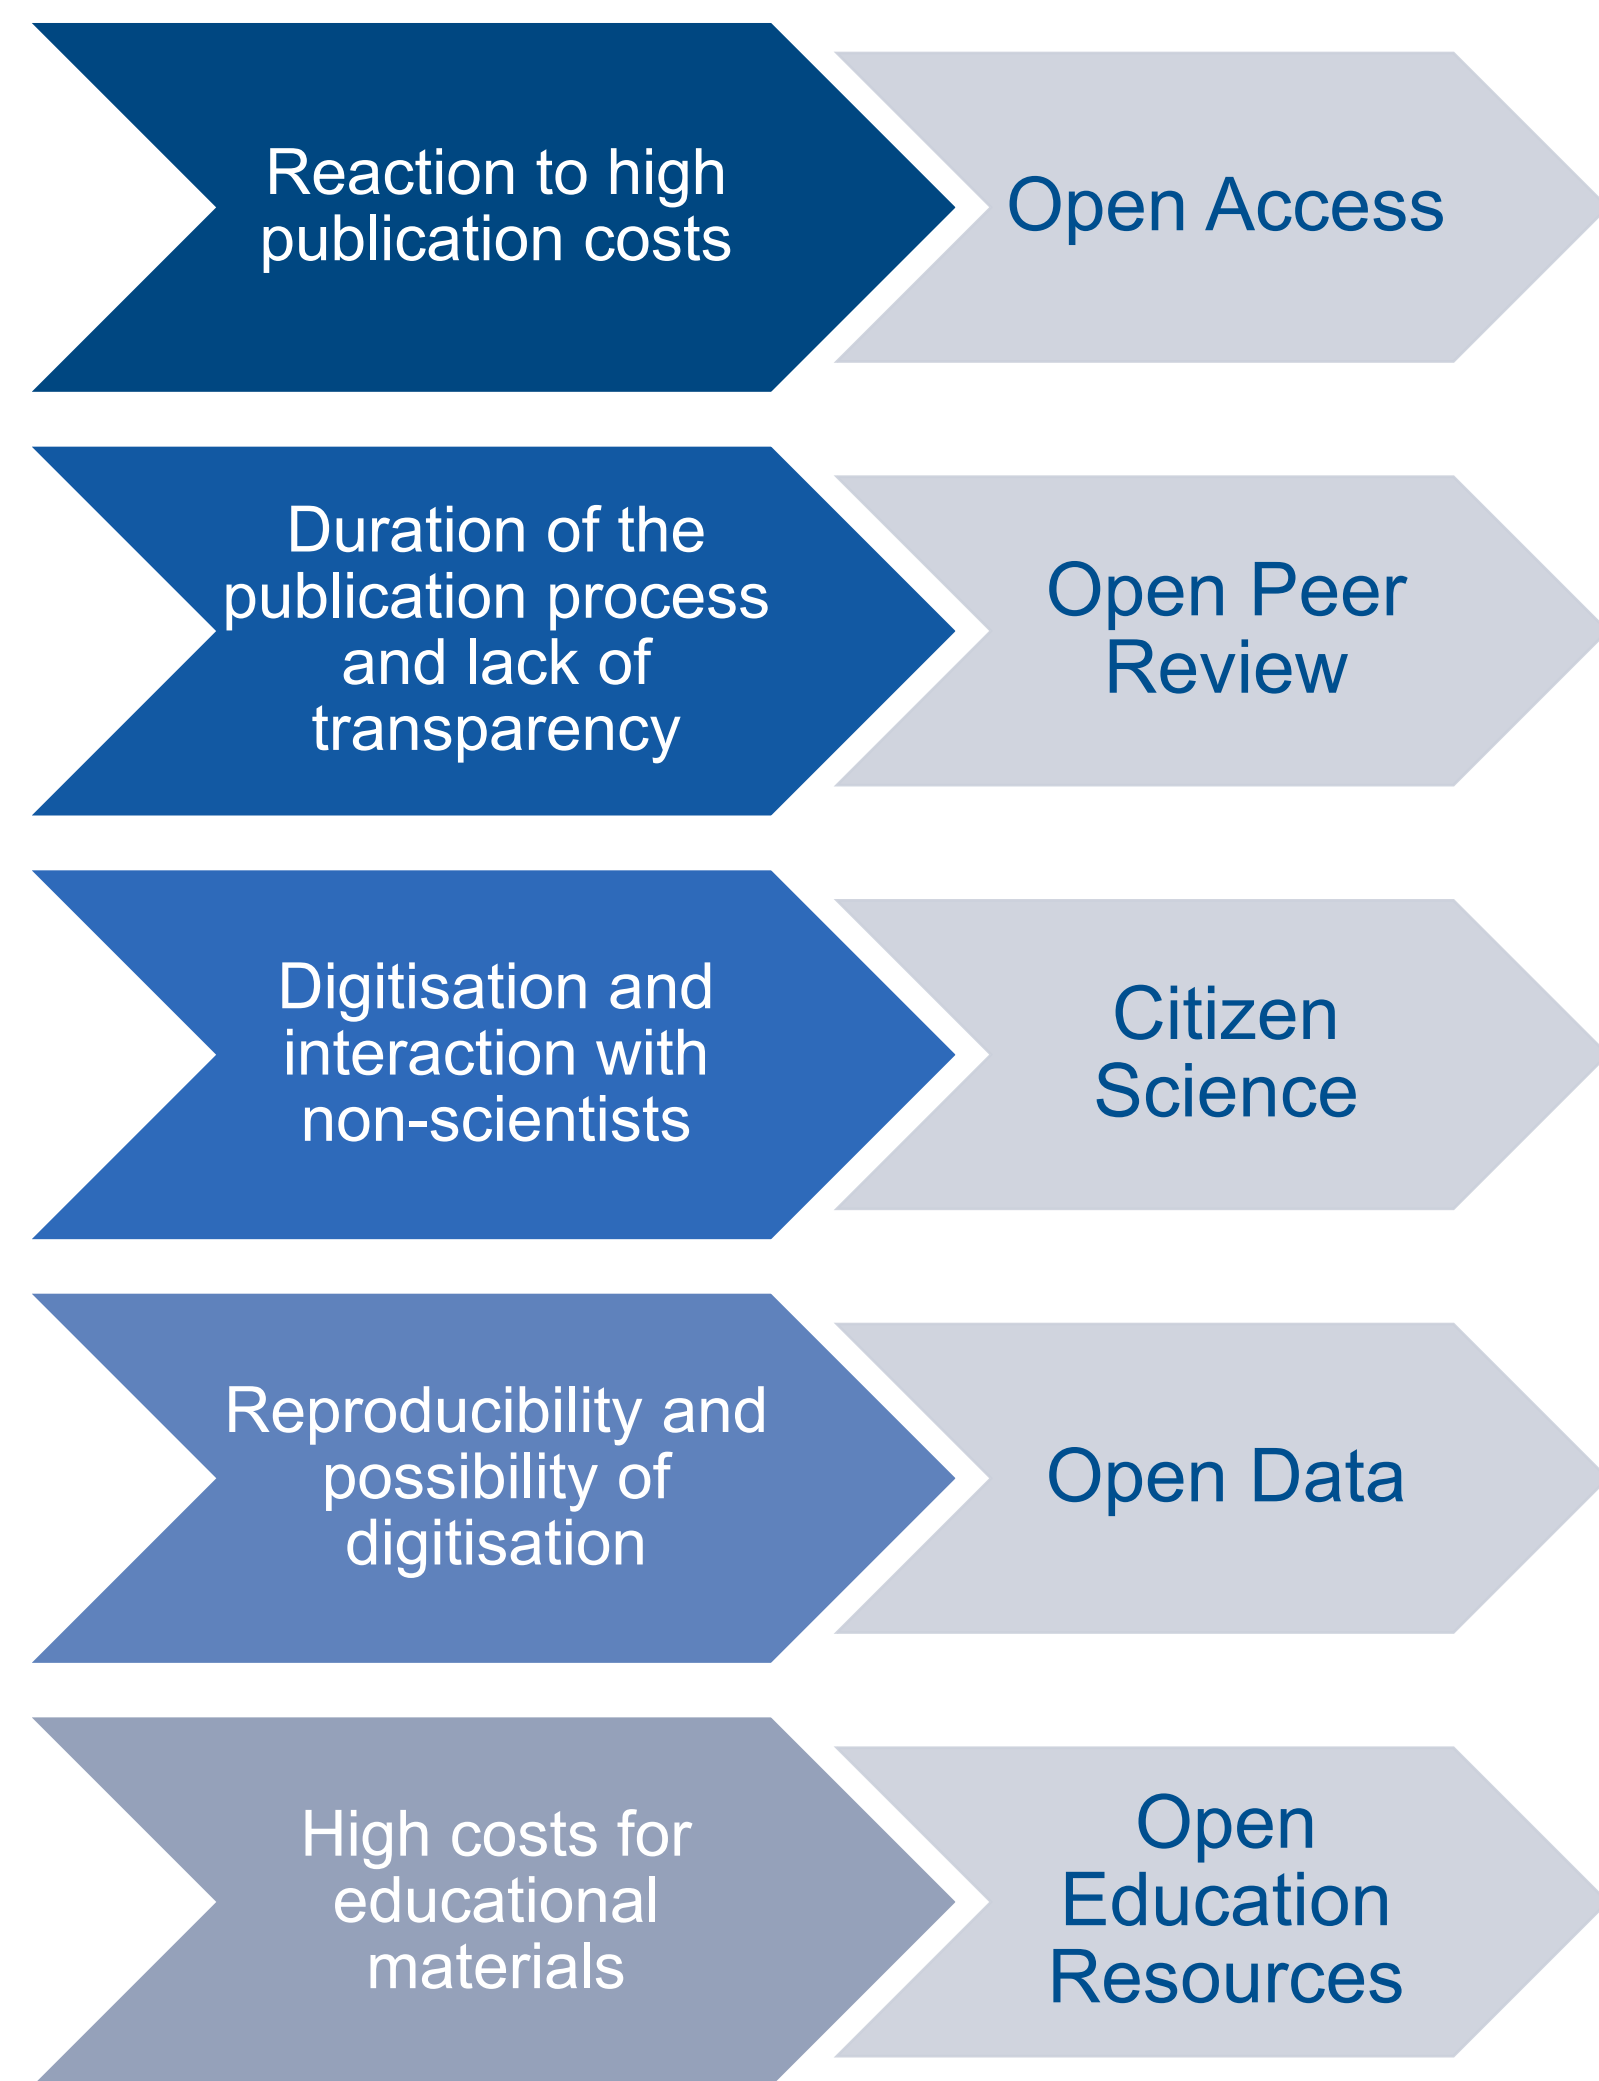 Reaction to high
publication costs
Open Access
Duration of the
publication process
and lack of
transparency
Open Peer
Review
Digitisation and
interaction with
non-scientists
Citizen
Science
Reproducibility and
possibility of
digitisation
Open Data
High costs for
educational
materials
Open
Education
Resources